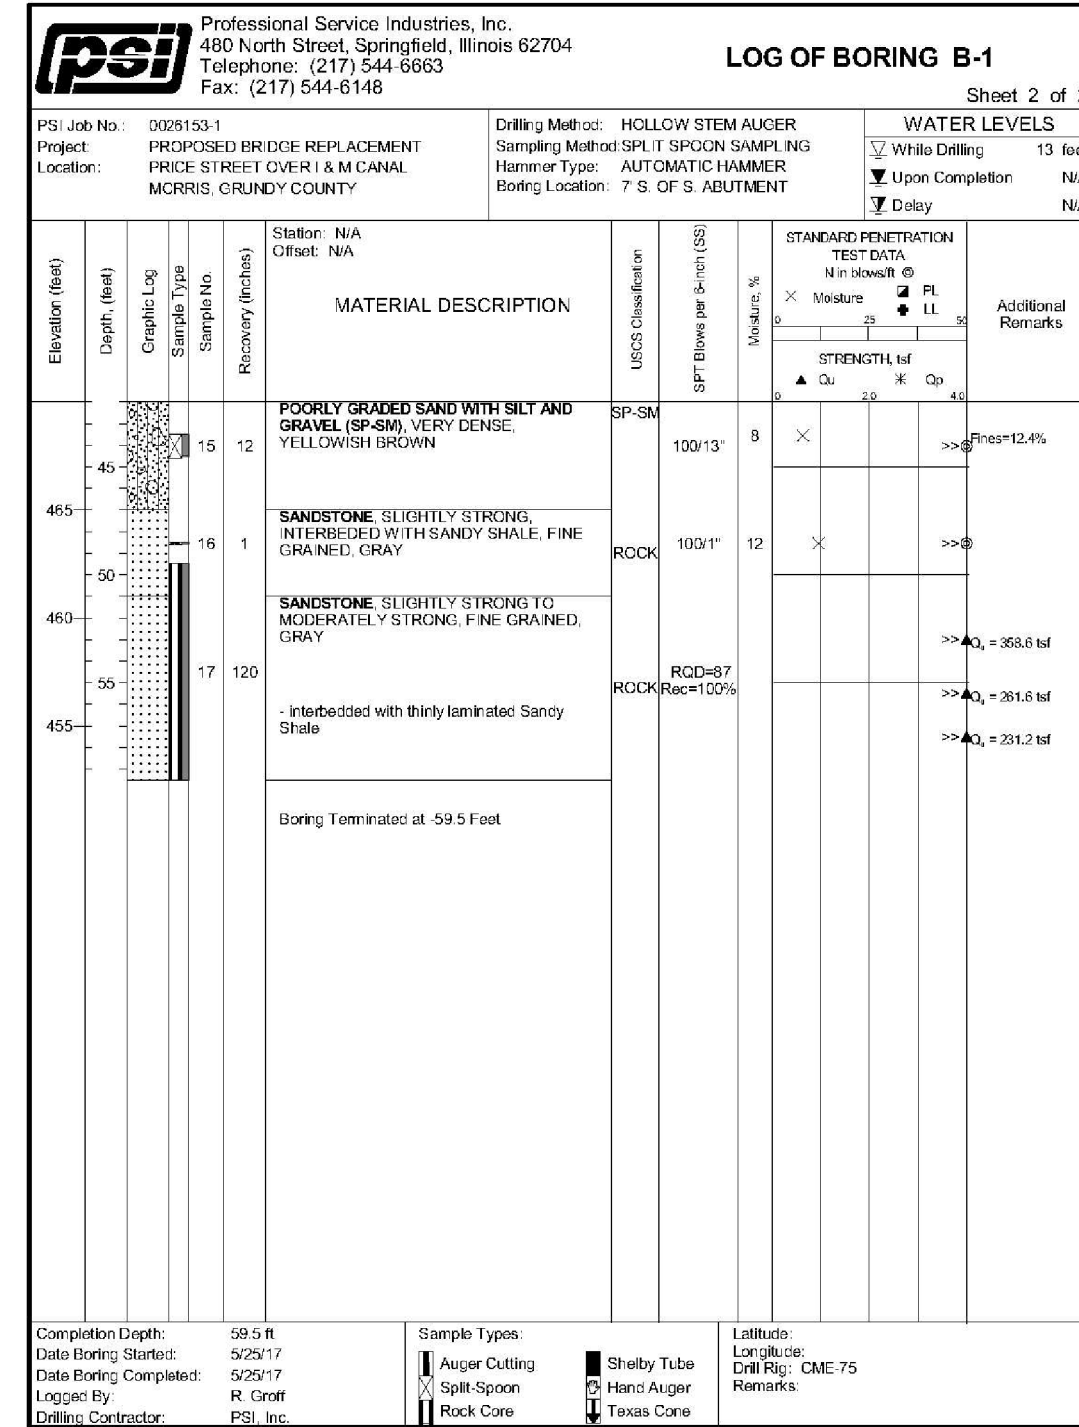 psi
Professional Service Industries, Inc.
480 North Street, Springfield, Illinois 62704
Telephone: (217) 544-6663
Fax: (217) 544-6148
LOG OF BORING B-1
Sheet 2 of
PSI Job No.: 0026153-1
Project: PROPOSED BRIDGE REPLACEMENT
Location: PRICE STREET OVER I & M CANAL
MORRIS, GRUNDY COUNTY
Drilling Method: HOLLOW STEM AUGER
Sampling Method: SPLIT SPOON SAMPLING
Hammer Type: AUTOMATIC HAMMER
Boring Location: 7' S. OF S. ABUTMENT
WATER LEVELS
While Drilling 13 fee
Upon Completion N/
Delay N/
Elevation (feet)
Depth, (feet)
Graphic Log
Sample Type
Sample No.
Recovery (inches)
Station: N/A
Offset: N/A
MATERIAL DESCRIPTION
USCS Classification
SPT Blows per 6-inch (SS)
Moisture, %
STANDARD PENETRATION
TEST DATA
N in blows/ft
× Moisture PL
LL
0 25 50
STRENGTH, tsf
Qu Qp
0 2.0 4.0
Additional
Remarks
POORLY GRADED SAND WITH SILT AND
GRAVEL (SP-SM), VERY DENSE,
YELLOWISH BROWN
SP-SM
15 12
100/13"
8
>>
Fines=12.4%
45
465
SANDSTONE, SLIGHTLY STRONG,
INTERBEDED WITH SANDY SHALE, FINE
GRAINED, GRAY
16 1
ROCK
100/1"
12
>>
50
460
SANDSTONE, SLIGHTLY STRONG TO
MODERATELY STRONG, FINE GRAINED,
GRAY
>> Qu = 358.6 tsf
17 120
RQD=87
55
ROCK Rec=100%
>> Qu = 261.6 tsf
- interbedded with thinly laminated Sandy
Shale
455
>> Qu = 231.2 tsf
Boring Terminated at -59.5 Feet
Completion Depth: 59.5 ft
Date Boring Started: 5/25/17
Date Boring Completed: 5/25/17
Logged By: R. Groff
Drilling Contractor: PSI, Inc.
Sample Types:
Auger Cutting
Split-Spoon
Rock Core
Shelby Tube
Hand Auger
Texas Cone
Latitude:
Longitude:
Drill Rig: CME-75
Remarks: